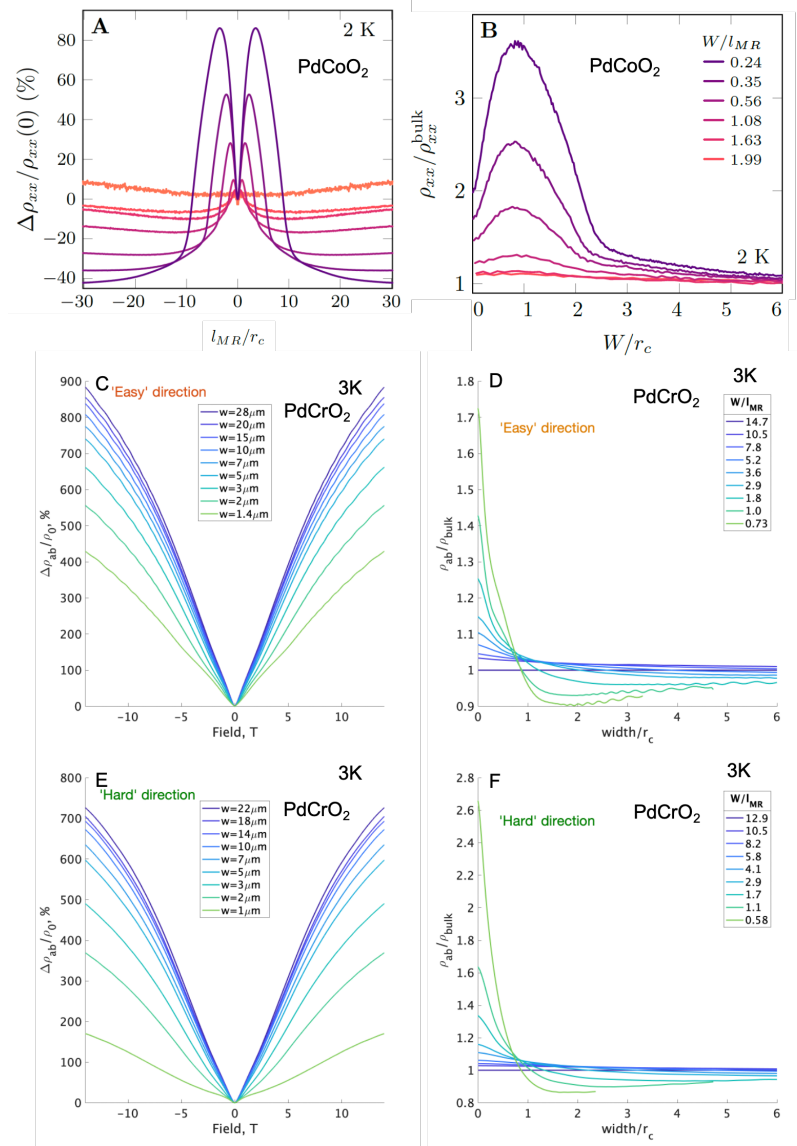 A
2 K
PdCoO2
Δρxx/ρxx(0) (%)
80
60
40
20
0
−20
−40
−30
−20
−10
0
10
20
30
lMR/rc
B
PdCoO2
W/lMR
0.24
0.35
0.56
1.08
1.63
1.99
2 K
ρxx/ρxx^bulk
3
2
1
0
1
2
3
4
5
6
W/rc
C
'Easy' direction
3K
PdCrO2
w=28μm
w=20μm
w=15μm
w=10μm
w=7μm
w=5μm
w=3μm
w=2μm
w=1.4μm
Δρab/ρ0, %
900
800
700
600
500
400
300
200
100
0
-10
-5
0
5
10
Field, T
D
'Easy' direction
3K
PdCrO2
W/lMR
14.7
10.5
7.8
5.2
3.6
2.9
1.8
1.0
0.73
ρab/ρbulk
1.8
1.7
1.6
1.5
1.4
1.3
1.2
1.1
1
0.9
0
1
2
3
4
5
6
width/rc
E
'Hard' direction
3K
PdCrO2
w=22μm
w=18μm
w=14μm
w=10μm
w=7μm
w=5μm
w=3μm
w=2μm
w=1μm
Δρab/ρ0, %
800
700
600
500
400
300
200
100
0
-10
-5
0
5
10
Field, T
F
'Hard' direction
3K
PdCrO2
W/lMR
12.9
10.5
8.2
5.8
4.1
2.9
1.7
1.1
0.58
ρab/ρbulk
2.8
2.6
2.4
2.2
2
1.8
1.6
1.4
1.2
1
0.8
0
1
2
3
4
5
6
width/rc